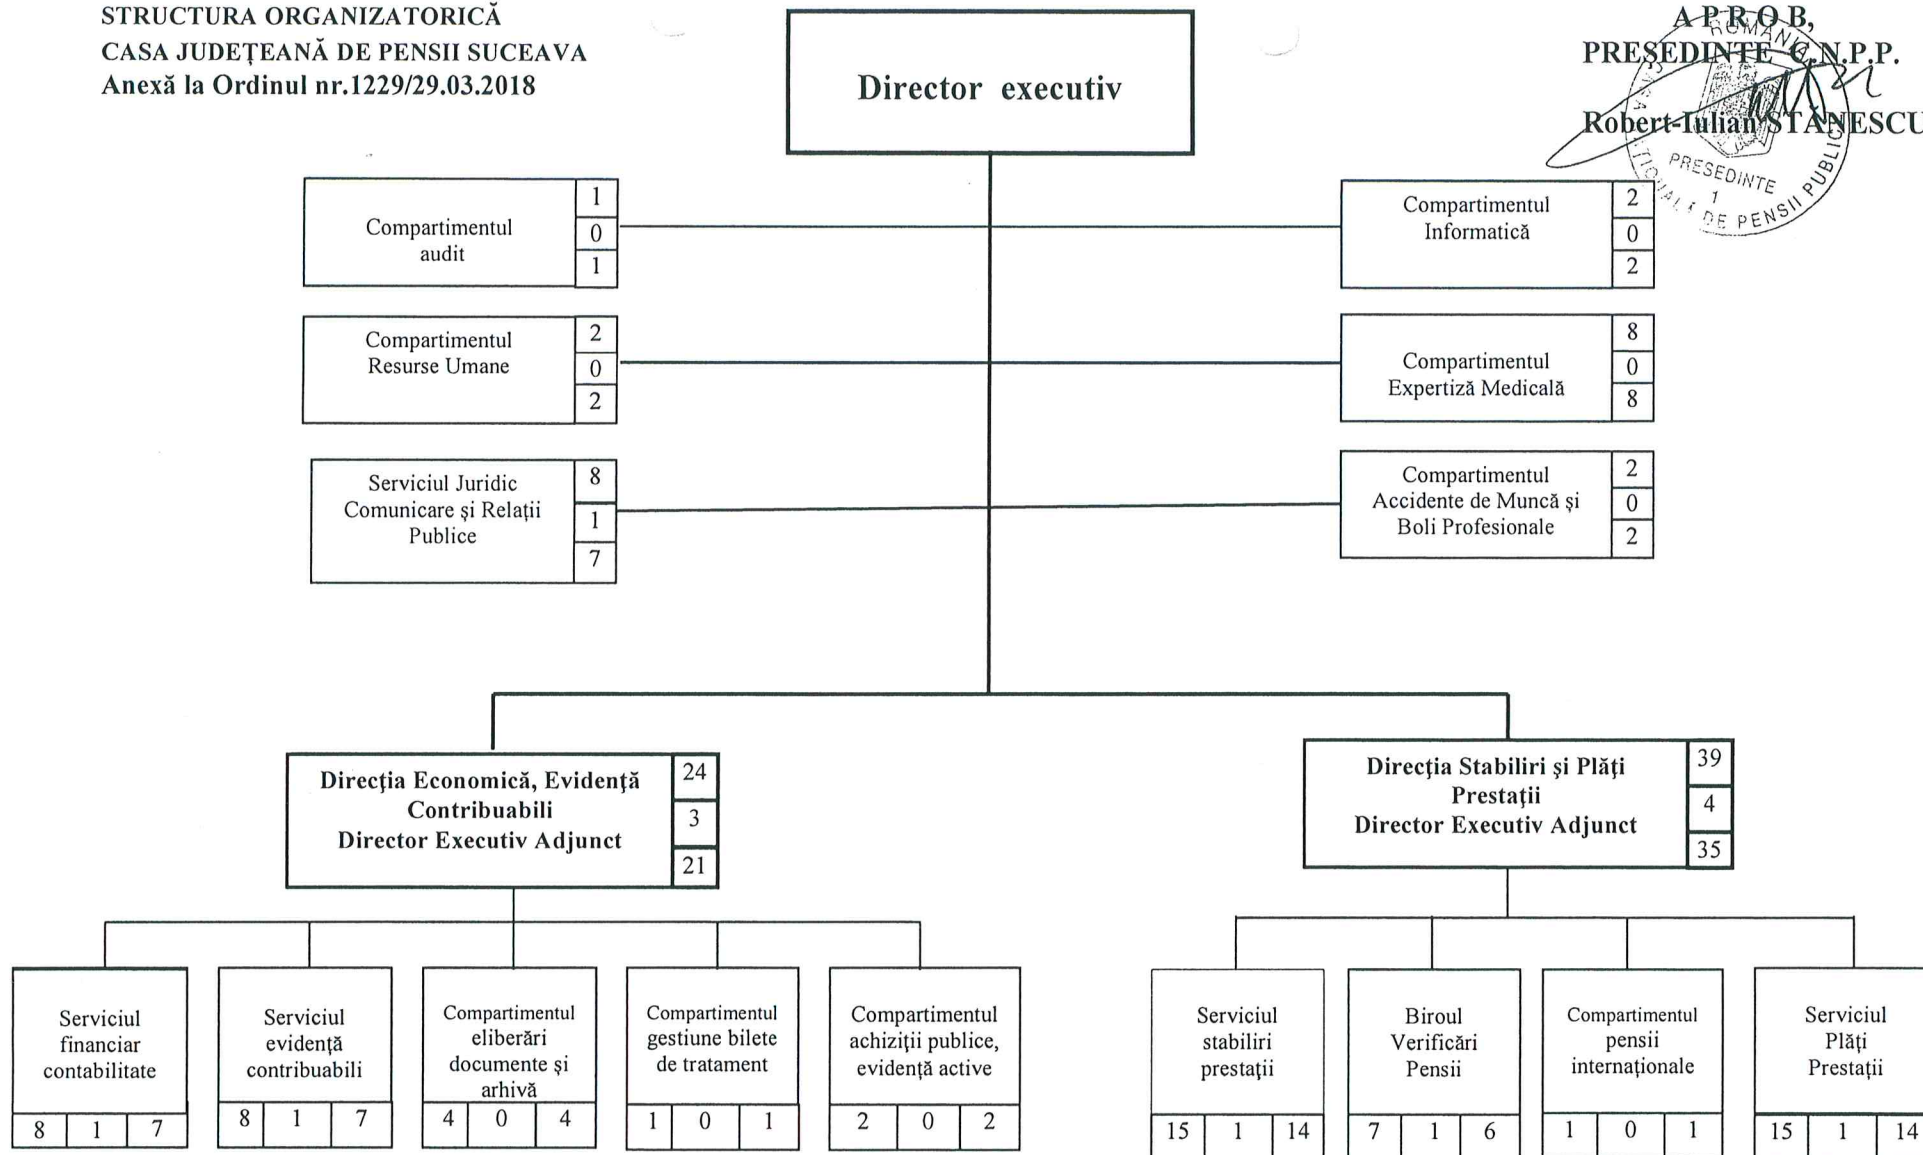 STRUCTURA ORGANIZATORICĂ
CASA JUDEȚEANĂ DE PENSII SUCEAVA
Anexă la Ordinul nr.1229/29.03.2018
A P R O B,
PREȘEDINTE C.N.P.P.
Robert-Iulian STĂNESCU
ROMÂNIA
CASA NAȚIONALĂ DE PENSII PUBLICE
PRESEDINTE
1
Director executiv
Compartimentul
audit
1
0
1
Compartimentul
Informatică
2
0
2
Compartimentul
Resurse Umane
2
0
2
Compartimentul
Expertiză Medicală
8
0
8
Serviciul Juridic
Comunicare și Relații
Publice
8
1
7
Compartimentul
Accidente de Muncă și
Boli Profesionale
2
0
2
Direcția Economică, Evidență
Contribuabili
Director Executiv Adjunct
24
3
21
Direcția Stabiliri și Plăți
Prestații
Director Executiv Adjunct
39
4
35
Serviciul
financiar
contabilitate
8 1 7
Serviciul
evidență
contribuabili
8 1 7
Compartimentul
eliberări
documente și
arhivă
4 0 4
Compartimentul
gestiune bilete
de tratament
1 0 1
Compartimentul
achiziții publice,
evidență active
2 0 2
Serviciul
stabiliri
prestații
15 1 14
Biroul
Verificări
Pensii
7 1 6
Compartimentul
pensii
internaționale
1 0 1
Serviciul
Plăți
Prestații
15 1 14